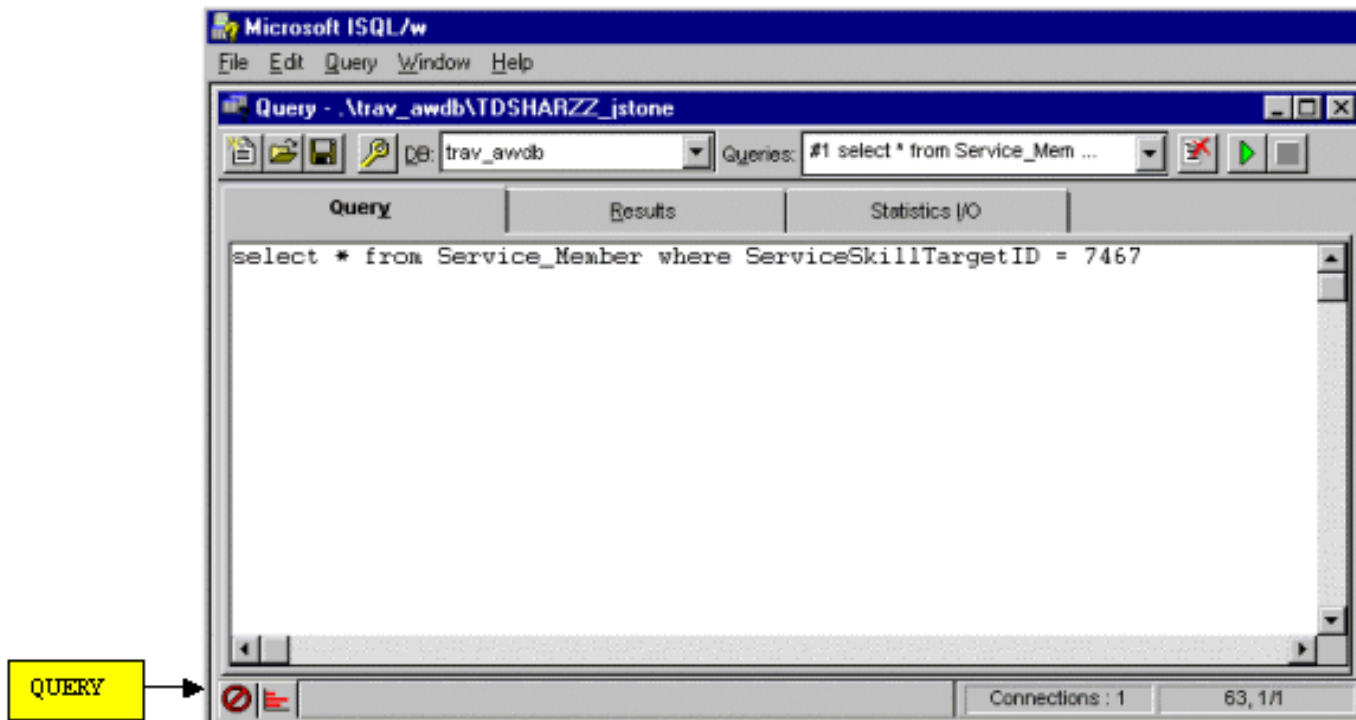 Microsoft ISQL/w
File Edit Query Window Help
Query - .\trav_awdb\TDSHARZZ_jstone
DB: trav_awdb Queries: #1 select * from Service_Mem ...
Query Results Statistics I/O
select * from Service_Member where ServiceSkillTargetID = 7467
QUERY
Connections : 1 63, 1/1